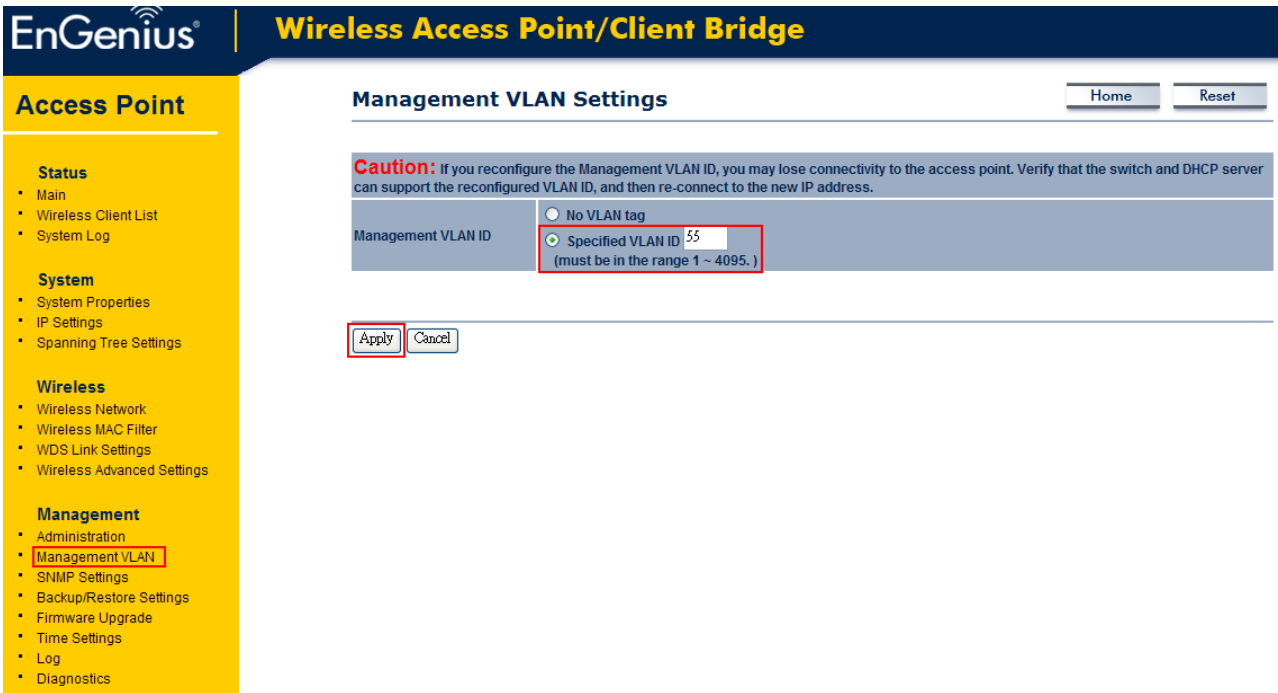 EnGenius®
Wireless Access Point/Client Bridge
Access Point
Status
Main
Wireless Client List
System Log
System
System Properties
IP Settings
Spanning Tree Settings
Wireless
Wireless Network
Wireless MAC Filter
WDS Link Settings
Wireless Advanced Settings
Management
Administration
Management VLAN
SNMP Settings
Backup/Restore Settings
Firmware Upgrade
Time Settings
Log
Diagnostics
Management VLAN Settings
Home Reset
Caution: If you reconfigure the Management VLAN ID, you may lose connectivity to the access point. Verify that the switch and DHCP server
can support the reconfigured VLAN ID, and then re-connect to the new IP address.
Management VLAN ID
No VLAN tag
Specified VLAN ID 55
(must be in the range 1 ~ 4095. )
Apply Cancel